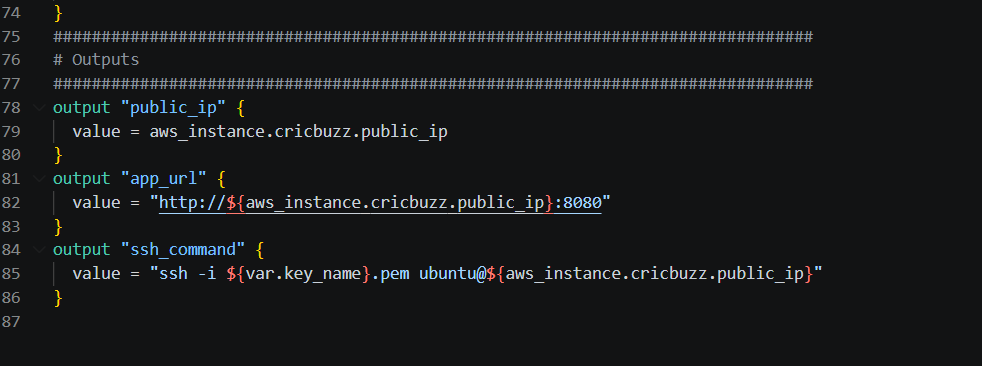 74 }
75 ###############################################################################
76 # Outputs
77 ###############################################################################
78 output "public_ip" {
79 value = aws_instance.cricbuzz.public_ip
80 }
81 output "app_url" {
82 value = "http://${aws_instance.cricbuzz.public_ip}:8080"
83 }
84 output "ssh_command" {
85 value = "ssh -i ${var.key_name}.pem ubuntu@${aws_instance.cricbuzz.public_ip}"
86 }
87